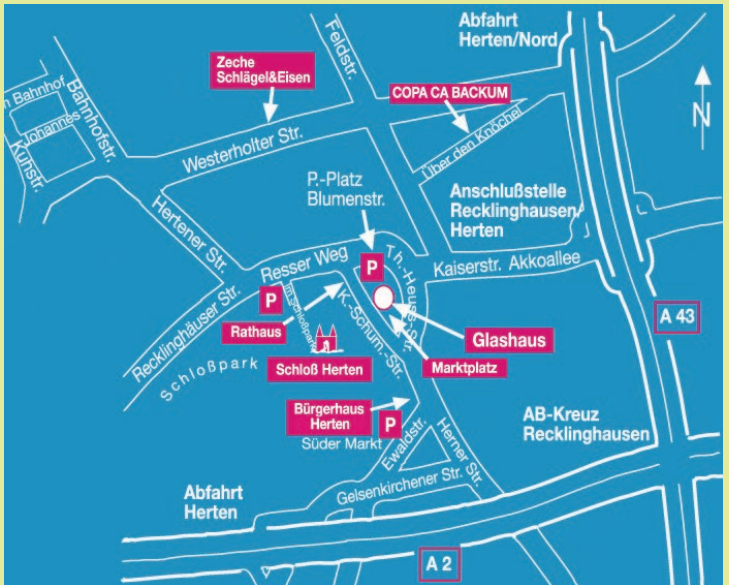 Abfahrt
Herten/Nord
Feldstr.
Zeche
Schlägel&Eisen
COPA CA BACKUM
N
Bahnhof
Johannes
Bahnhofstr.
Kuhstr.
Westerholter Str.
Über den Knöchel
P.-Platz
Blumenstr.
Anschlußstelle
Recklinghausen/
Herten
Hertener Str.
Resser Weg
P
Th.-Heuss-Str.
Kaiserstr. Akkoallee
Recklinghäuser Str.
P
Im Schloßpark
K.-Schum.-Str.
A 43
Rathaus
Glashaus
Schloßpark
Schloß Herten
Marktplatz
Bürgerhaus
Herten
P
Süder Markt
Ewaldstr.
Herner Str.
AB-Kreuz
Recklinghausen
Gelsenkirchener Str.
Abfahrt
Herten
A 2